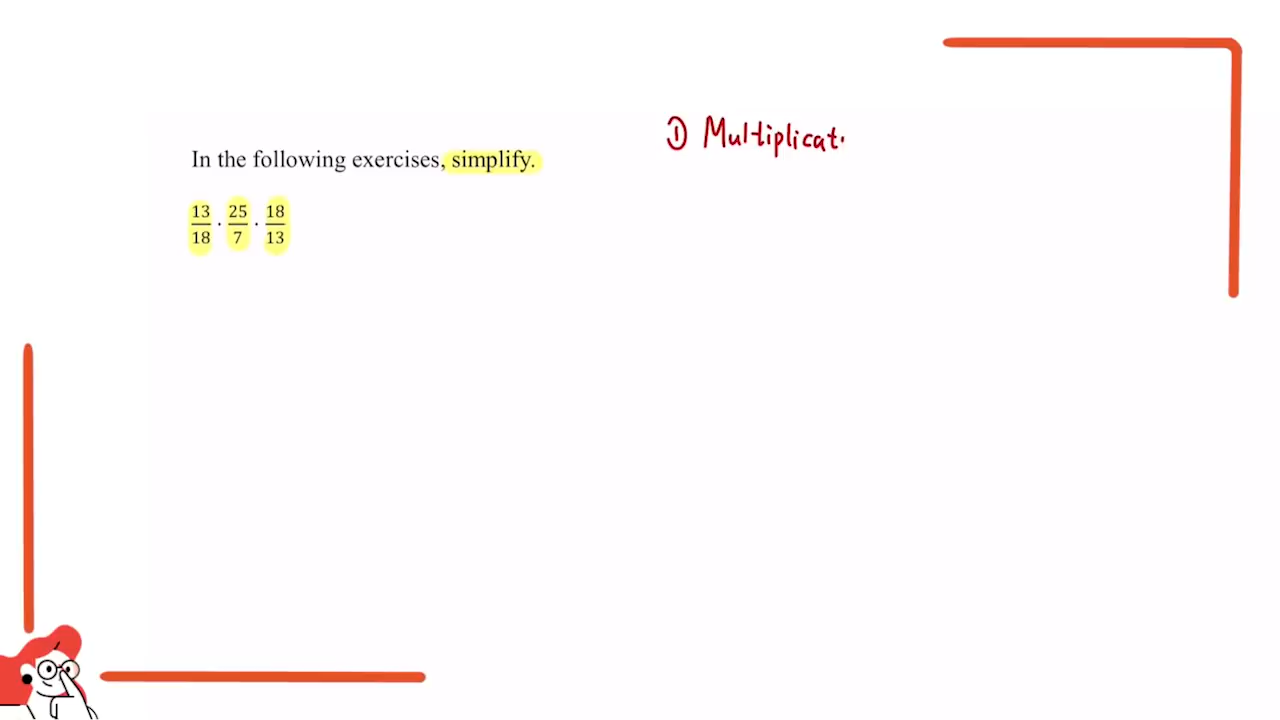 In the following exercises, simplify.
13/18 · 25/7 · 18/13
① Multiplicat